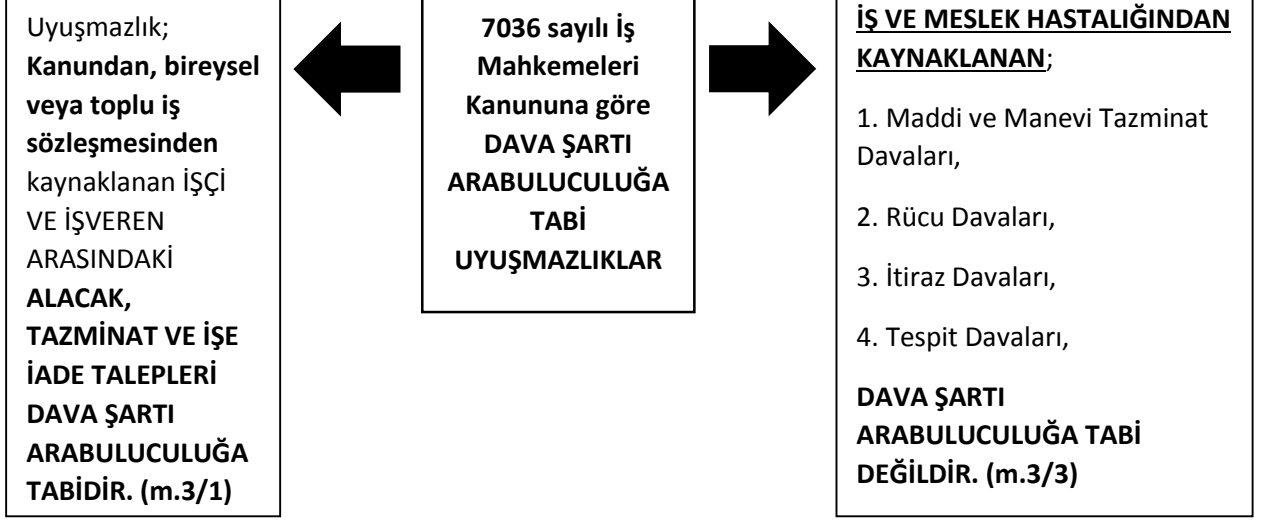 Uyuşmazlık;
Kanundan, bireysel
veya toplu iş
sözleşmesinden
kaynaklanan İŞÇİ
VE İŞVEREN
ARASINDAKİ
ALACAK,
TAZMİNAT VE İŞE
İADE TALEPLERİ
DAVA ŞARTI
ARABULUCULUĞA
TABİDİR. (m.3/1)
7036 sayılı İş
Mahkemeleri
Kanununa göre
DAVA ŞARTI
ARABULUCULUĞA
TABİ
UYUŞMAZLIKLAR
İŞ VE MESLEK HASTALIĞINDAN
KAYNAKLANAN;
1. Maddi ve Manevi Tazminat
Davaları,
2. Rücu Davaları,
3. İtiraz Davaları,
4. Tespit Davaları,
DAVA ŞARTI
ARABULUCULUĞA TABİ
DEĞİLDİR. (m.3/3)